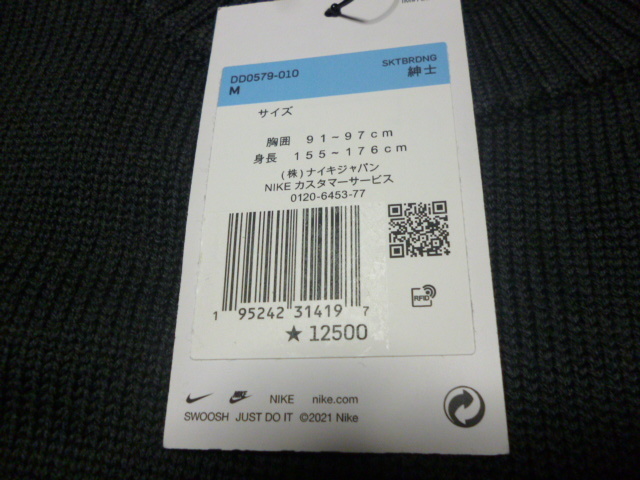 DD0579-010 SKTBRDNG
M 紳士
サイズ
胸囲 91~97cm
身長 155~176cm
(株)ナイキジャパン
NIKE カスタマーサービス
0120-6453-77
RFID
1 95242 31419 7
★12500
NIKE nike.com
SWOOSH JUST DO IT ©2021 Nike